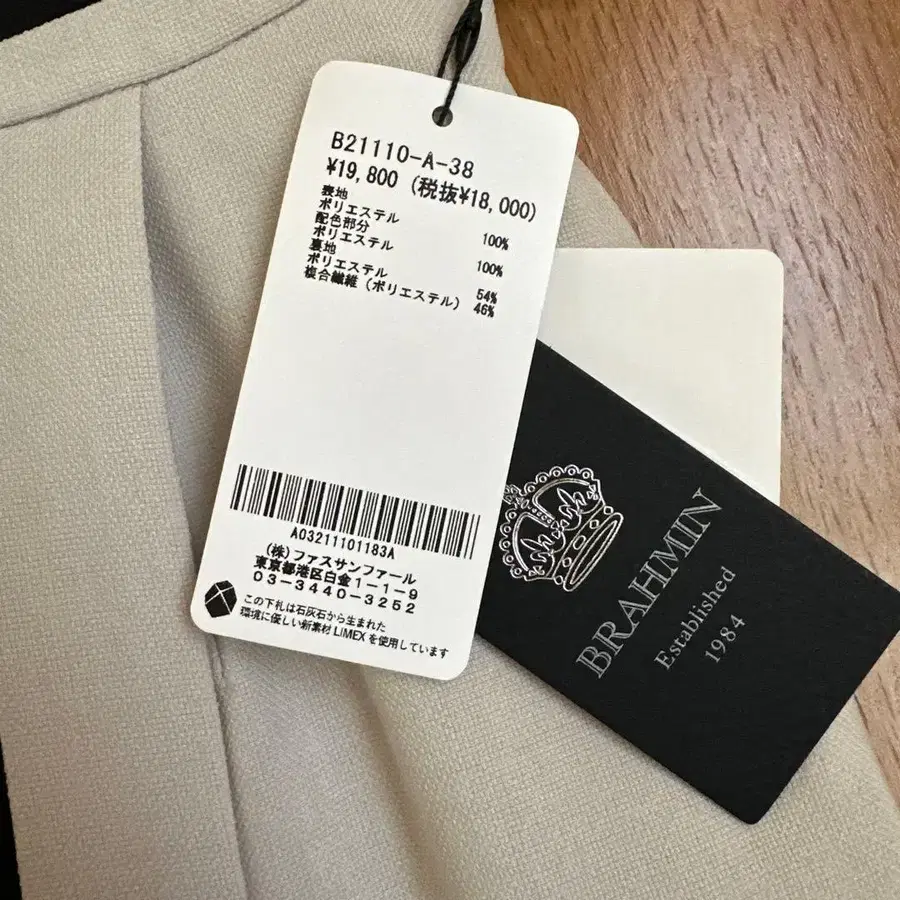 B21110-A-38
¥19,800 (税抜¥18,000)
表地
ポリエステル 100%
配色部分
ポリエステル 100%
裏地
ポリエステル 54%
複合繊維 (ポリエステル) 46%
A03211101183A
(株)ファスサンファール
東京都港区白金1-1-9
03-3440-3252
この下札は石灰石から生まれた
環境に優しい新素材 LIMEX を使用しています
BRAHMIN
Established
1984